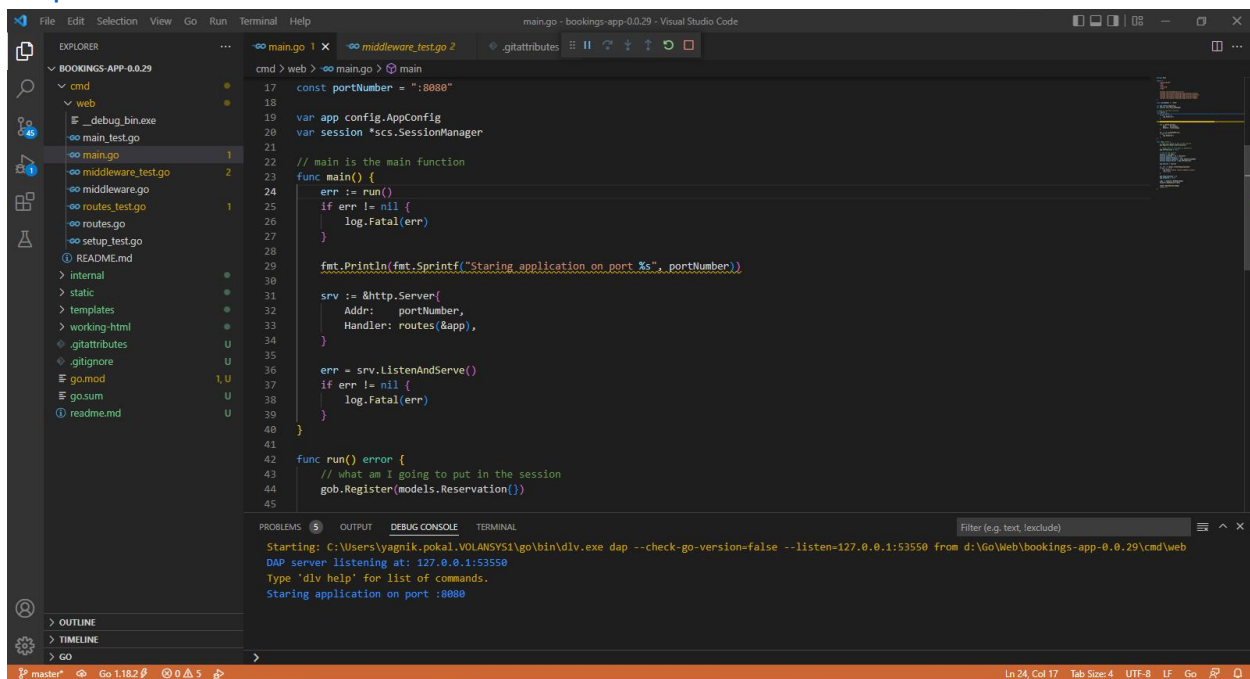 File Edit Selection View Go Run Terminal Help
main.go - bookings-app-0.0.29 - Visual Studio Code
EXPLORER
BOOKINGS-APP-0.0.29
cmd
web
__debug_bin.exe
main_test.go
main.go 1
middleware_test.go 2
middleware.go
routes_test.go 1
routes.go
setup_test.go
README.md
internal
static
templates
working-html
.gitattributes U
.gitignore U
go.mod 1, U
go.sum U
readme.md U
OUTLINE
TIMELINE
GO
45
1
main.go 1
middleware_test.go 2
.gitattributes
cmd > web > main.go > main
17 const portNumber = ":8080"
18
19 var app config.AppConfig
20 var session *scs.SessionManager
21
22 // main is the main function
23 func main() {
24 err := run()
25 if err != nil {
26 log.Fatal(err)
27 }
28
29 fmt.Println(fmt.Sprintf("Staring application on port %s", portNumber))
30
31 srv := &http.Server{
32 Addr: portNumber,
33 Handler: routes(&app),
34 }
35
36 err = srv.ListenAndServe()
37 if err != nil {
38 log.Fatal(err)
39 }
40 }
41
42 func run() error {
43 // what am I going to put in the session
44 gob.Register(models.Reservation{})
45
PROBLEMS 5 OUTPUT DEBUG CONSOLE TERMINAL
Filter (e.g. text, !exclude)
Starting: C:\Users\yagnik.pokal.VOLANSYS1\go\bin\dlv.exe dap --check-go-version=false --listen=127.0.0.1:53550 from d:\Go\Web\bookings-app-0.0.29\cmd\web
DAP server listening at: 127.0.0.1:53550
Type 'dlv help' for list of commands.
Staring application on port :8080
>
master* Go 1.18.2 0 5
Ln 24, Col 17 Tab Size: 4 UTF-8 LF Go